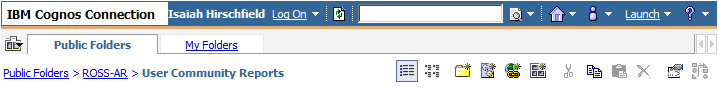 IBM Cognos Connection Isaiah Hirschfield Log On Launch ?
Public Folders My Folders
Public Folders > ROSS-AR > User Community Reports